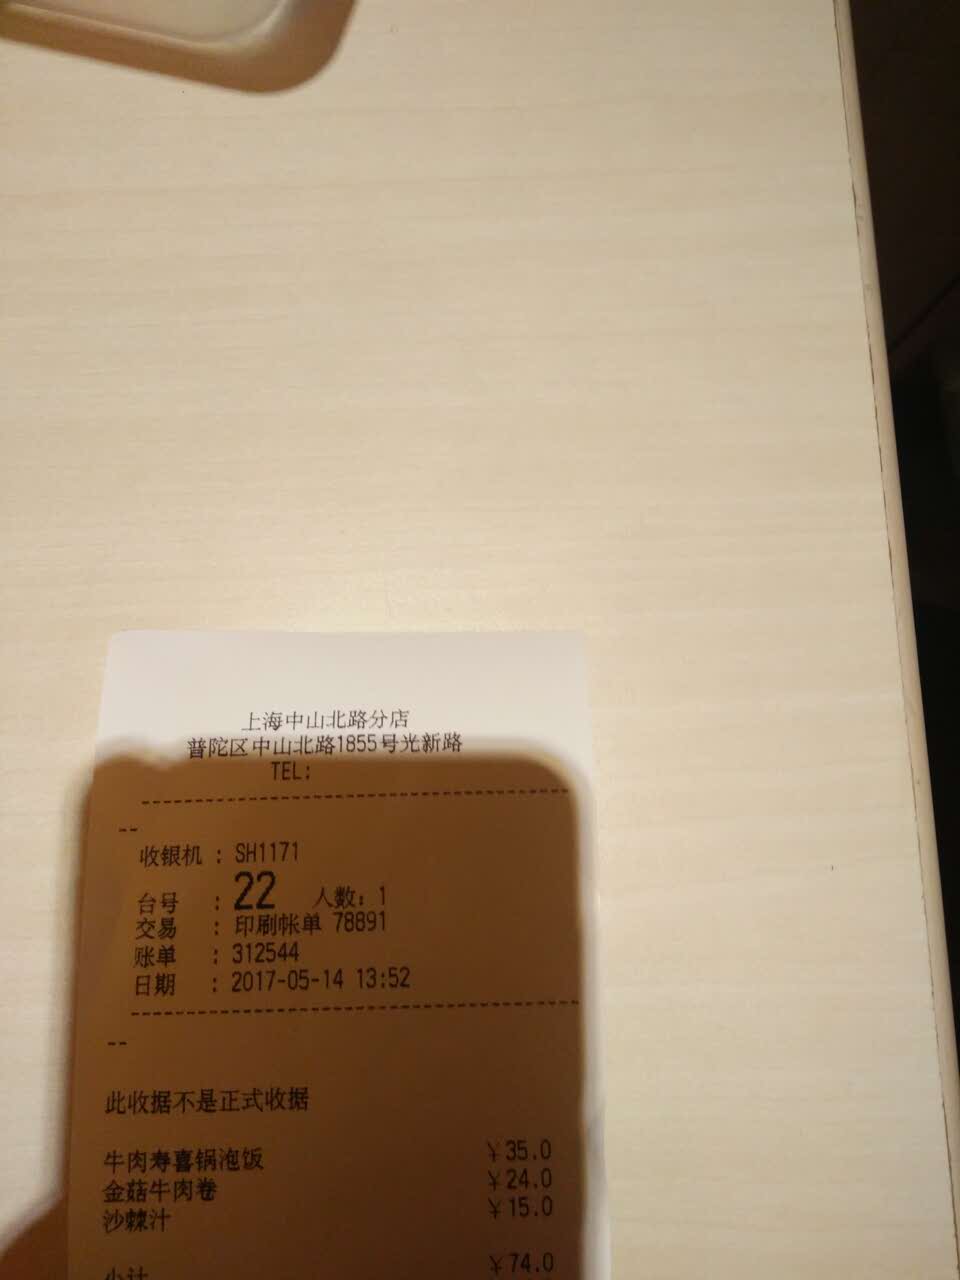 上海中山北路分店
普陀区中山北路1855号光新路
TEL:
--------------------------------
--
收银机 : SH1171
台号 : 22 人数: 1
交易 : 印刷帐单 78891
账单 : 312544
日期 : 2017-05-14 13:52
--------------------------------
--
此收据不是正式收据
牛肉寿喜锅泡饭 ¥35.0
金菇牛肉卷 ¥24.0
沙棘汁 ¥15.0
小计 ¥74.0